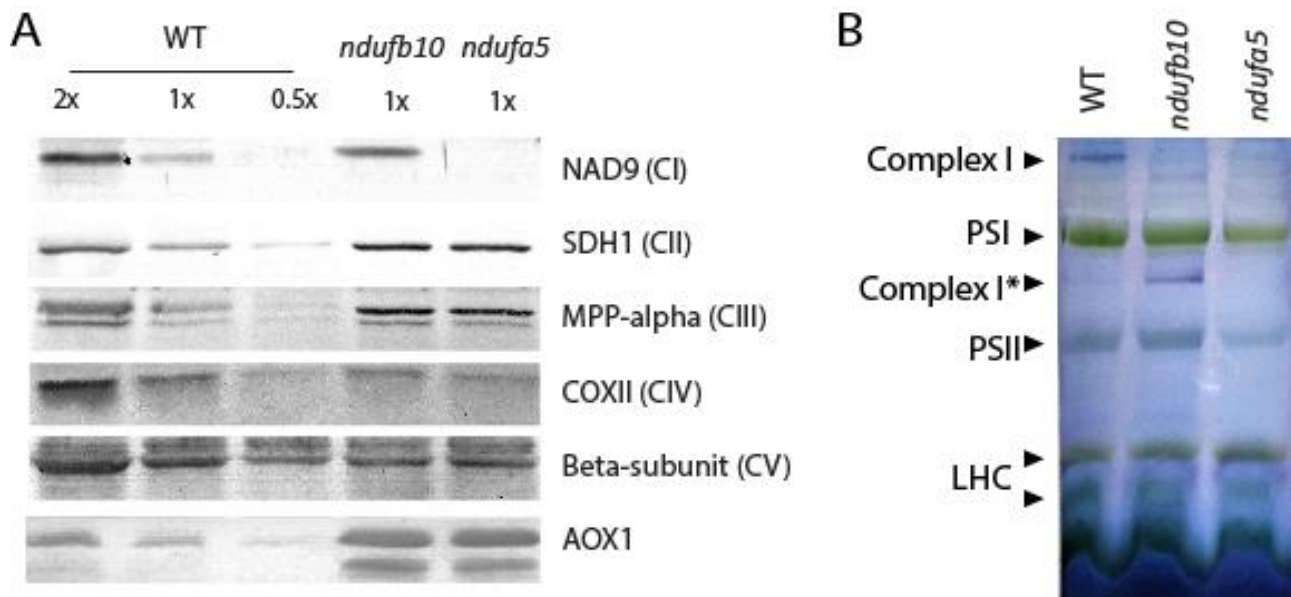 A
WT
ndufb10
ndufa5
2x
1x
0.5x
1x
1x
NAD9 (CI)
SDH1 (CII)
MPP-alpha (CIII)
COXII (CIV)
Beta-subunit (CV)
AOX1
B
WT
ndufb10
ndufa5
Complex I
PSI
Complex I*
PSII
LHC